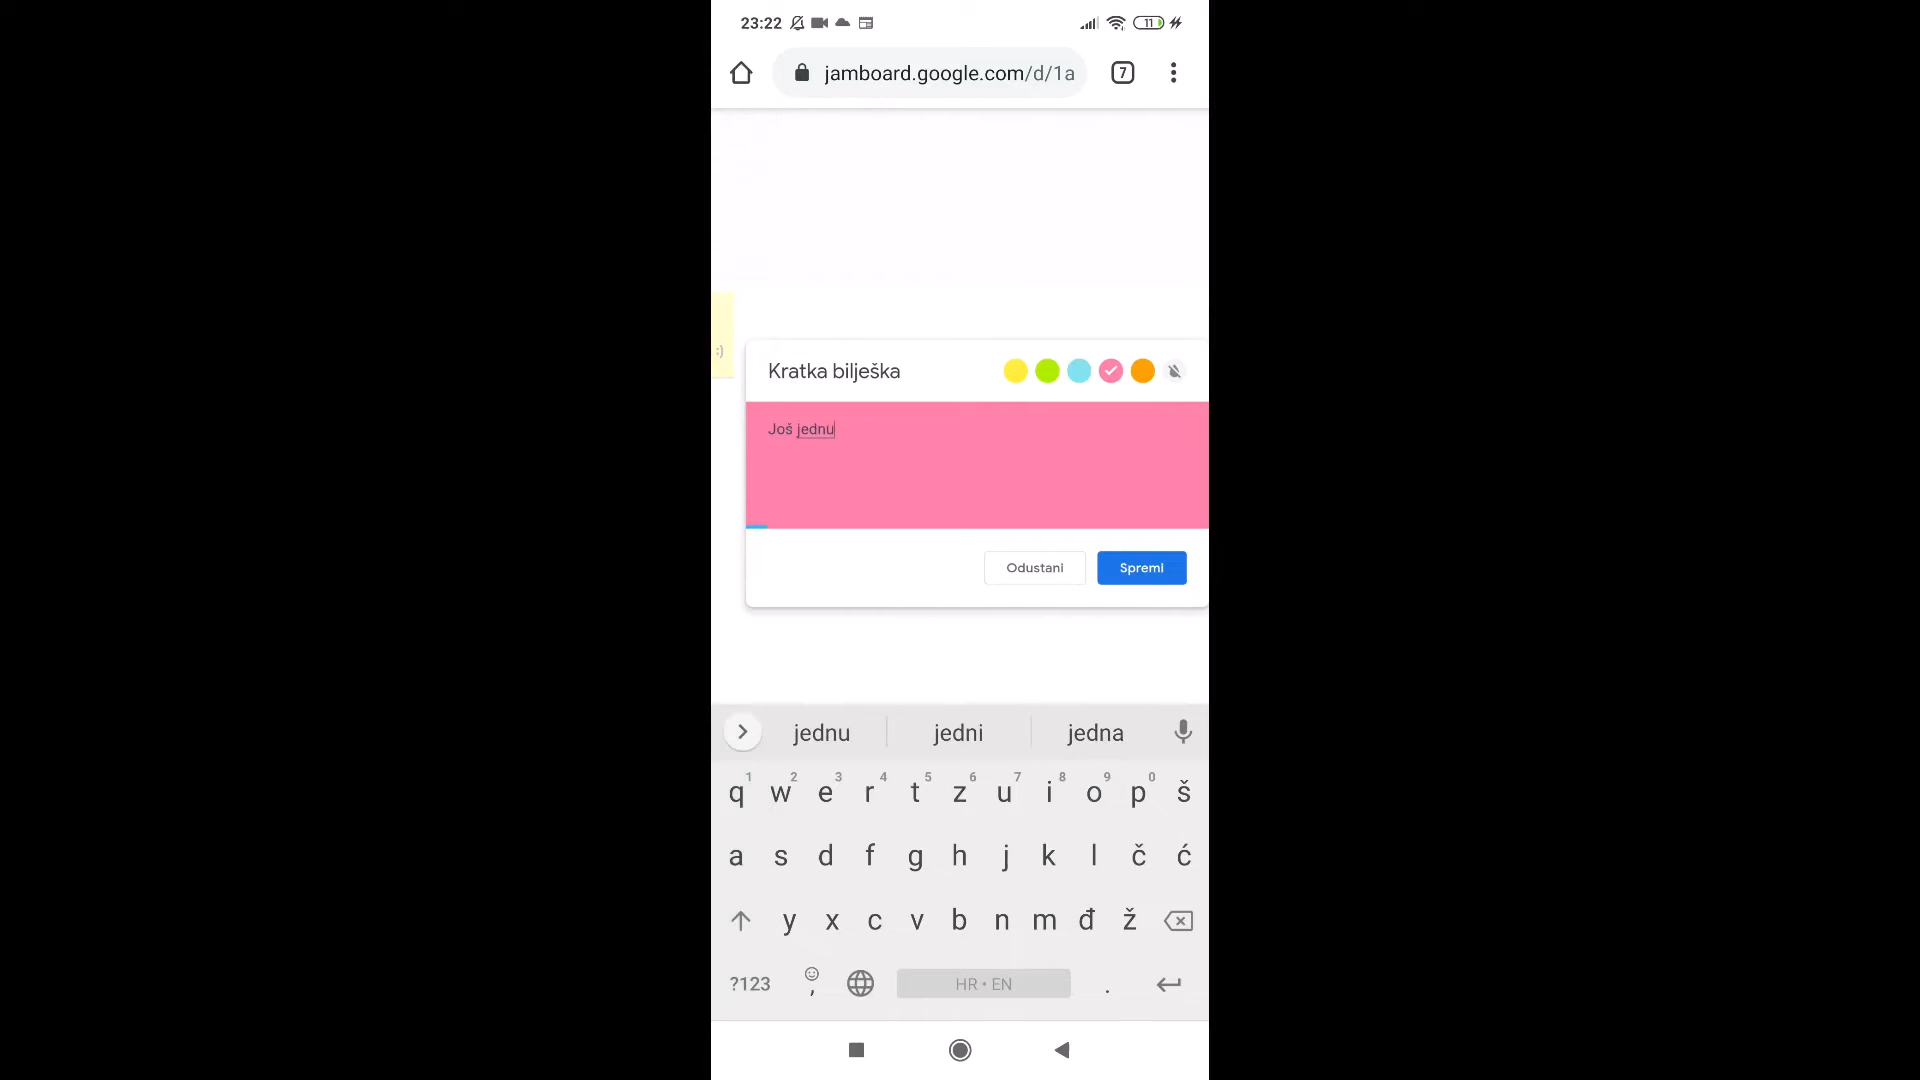 23:22 11
jamboard.google.com/d/1a 7
:)
Kratka bilješka
Još jednu
Odustani Spremi
jednu jedni jedna
1 2 3 4 5 6 7 8 9 0
q w e r t z u i o p š
a s d f g h j k l č ć
y x c v b n m đ ž
?123 , HR • EN .